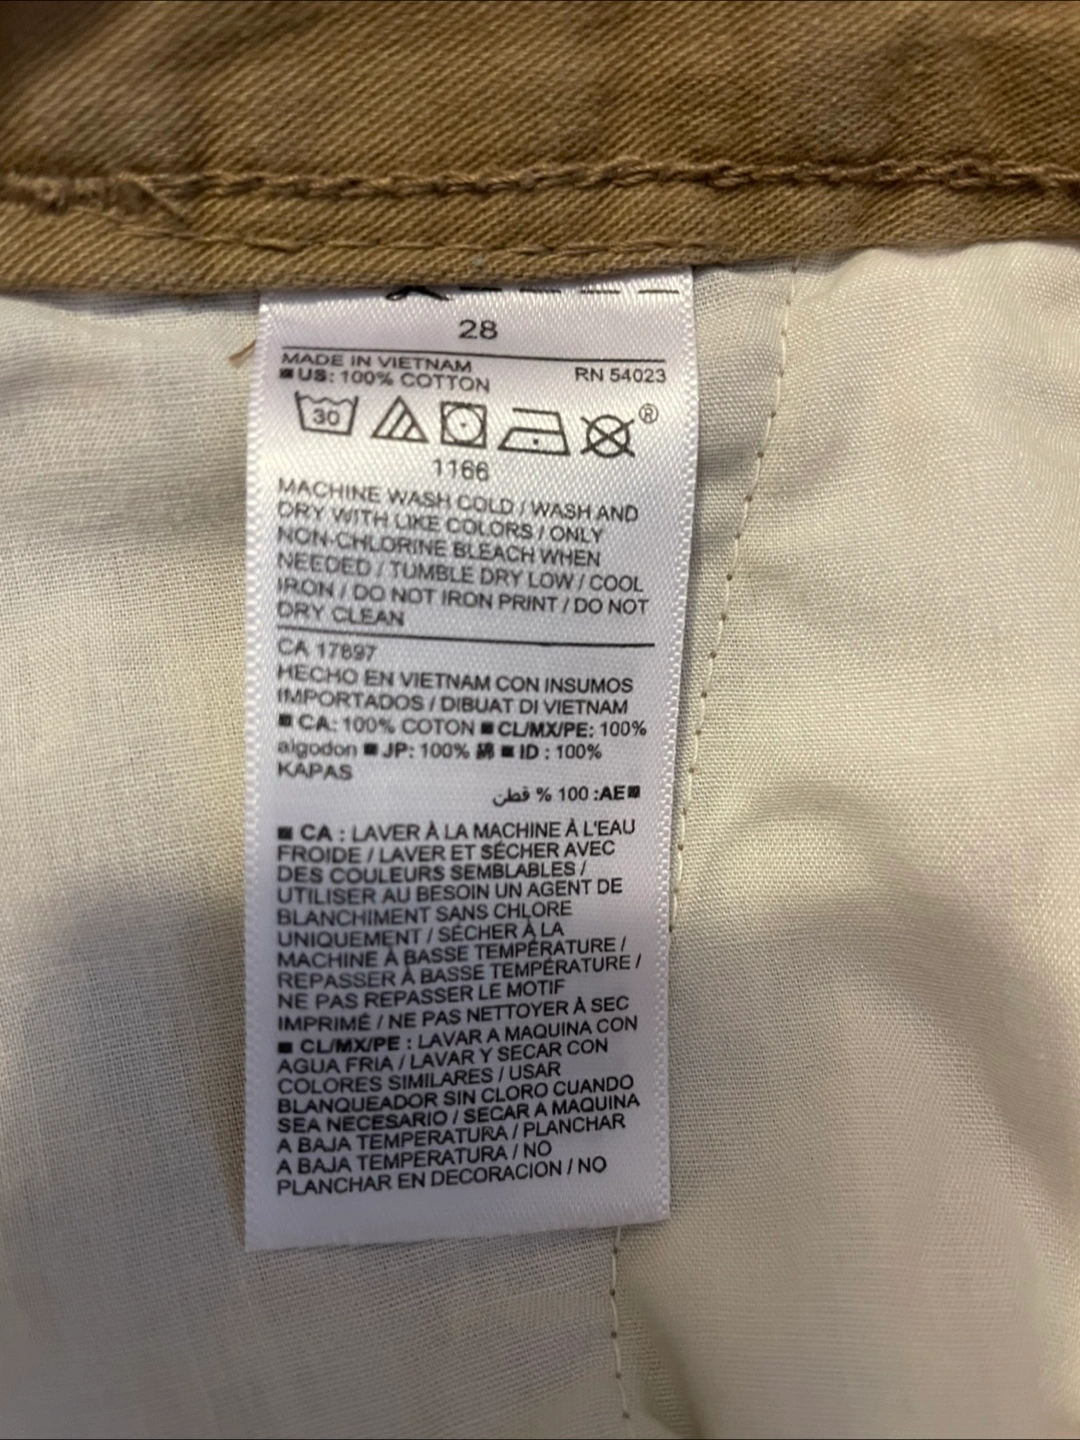 28
MADE IN VIETNAM
RN 54023
US: 100% COTTON
30
®
1166
MACHINE WASH COLD / WASH AND
DRY WITH LIKE COLORS / ONLY
NON-CHLORINE BLEACH WHEN
NEEDED / TUMBLE DRY LOW / COOL
IRON / DO NOT IRON PRINT / DO NOT
DRY CLEAN
CA 17897
HECHO EN VIETNAM CON INSUMOS
IMPORTADOS / DIBUAT DI VIETNAM
■ CA: 100% COTON ■ CL/MX/PE: 100%
algodon ■ JP: 100% 綿 ■ ID : 100%
KAPAS
■AE: 100 % قطن
■ CA : LAVER À LA MACHINE À L'EAU
FROIDE / LAVER ET SÉCHER AVEC
DES COULEURS SEMBLABLES /
UTILISER AU BESOIN UN AGENT DE
BLANCHIMENT SANS CHLORE
UNIQUEMENT / SÉCHER À LA
MACHINE À BASSE TEMPÉRATURE /
REPASSER À BASSE TEMPÉRATURE /
NE PAS REPASSER LE MOTIF
IMPRIMÉ / NE PAS NETTOYER À SEC
■ CL/MX/PE : LAVAR A MAQUINA CON
AGUA FRIA / LAVAR Y SECAR CON
COLORES SIMILARES / USAR
BLANQUEADOR SIN CLORO CUANDO
SEA NECESARIO / SECAR A MAQUINA
A BAJA TEMPERATURA / PLANCHAR
A BAJA TEMPERATURA / NO
PLANCHAR EN DECORACION / NO